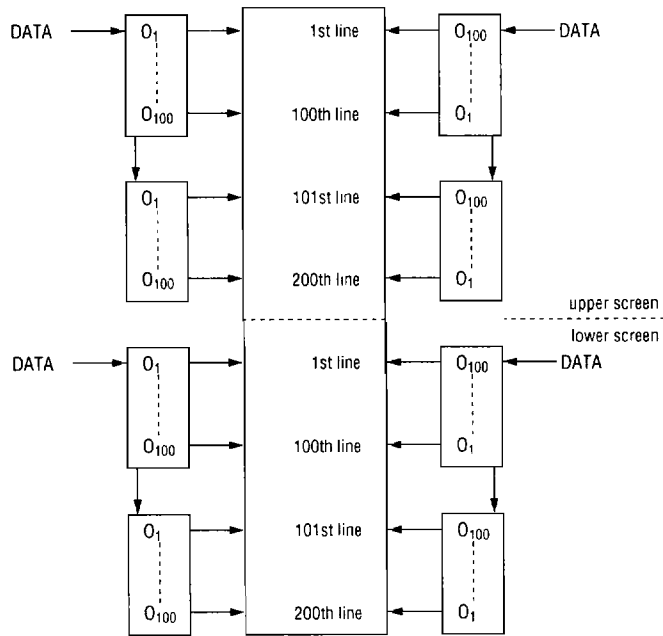 DATA O1 1st line O100 DATA
O100 100th line O1
O1 101st line O100
O100 200th line O1
upper screen
lower screen
DATA O1 1st line O100 DATA
O100 100th line O1
O1 101st line O100
O100 200th line O1